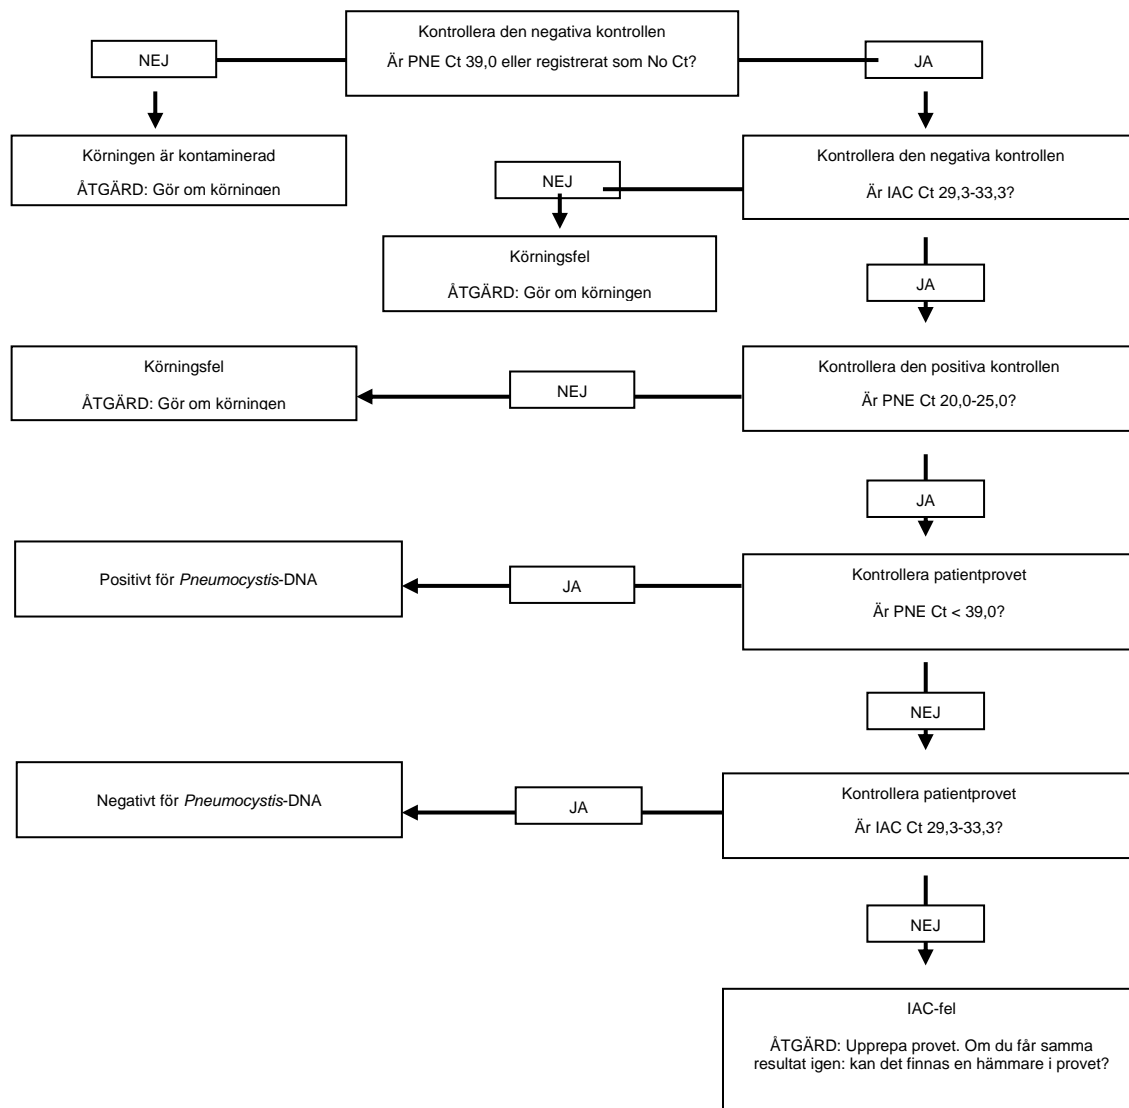 Kontrollera den negativa kontrollen
Är PNE Ct 39,0 eller registrerat som No Ct?
NEJ
JA
Körningen är kontaminerad
ÅTGÄRD: Gör om körningen
Kontrollera den negativa kontrollen
Är IAC Ct 29,3-33,3?
NEJ
Körningsfel
ÅTGÄRD: Gör om körningen
JA
Kontrollera den positiva kontrollen
Är PNE Ct 20,0-25,0?
NEJ
Körningsfel
ÅTGÄRD: Gör om körningen
JA
Kontrollera patientprovet
Är PNE Ct < 39,0?
JA
Positivt för Pneumocystis-DNA
NEJ
Kontrollera patientprovet
Är IAC Ct 29,3-33,3?
JA
Negativt för Pneumocystis-DNA
NEJ
IAC-fel
ÅTGÄRD: Upprepa provet. Om du får samma
resultat igen: kan det finnas en hämmare i provet?